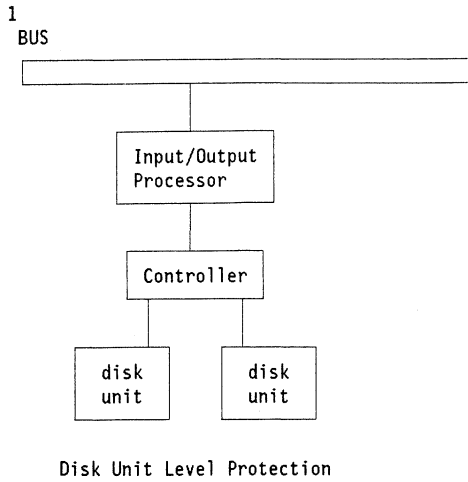 1
BUS
Input/Output
Processor
Controller
disk
unit
disk
unit
Disk Unit Level Protection